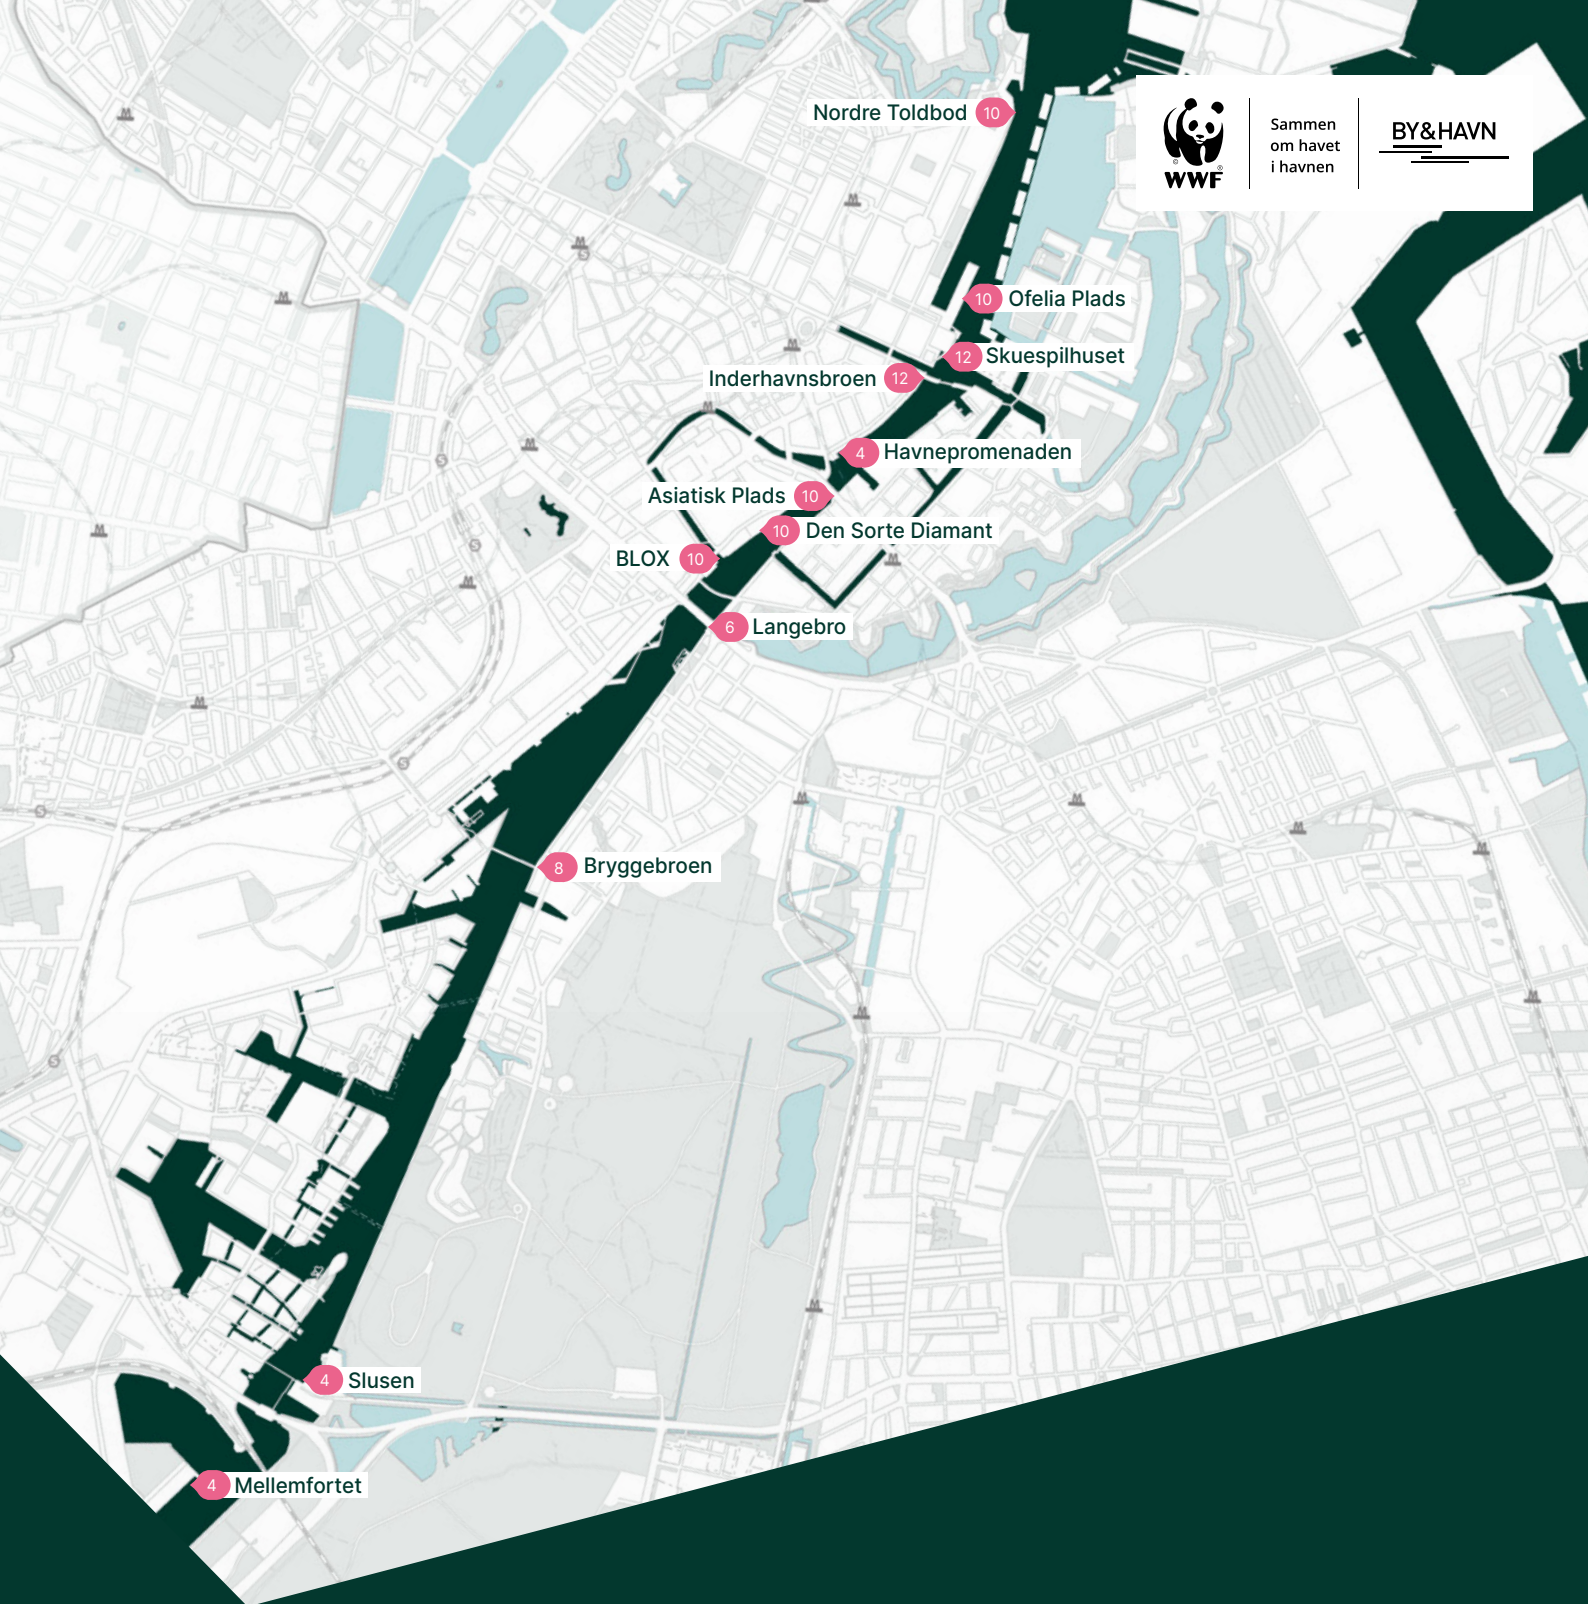 Nordre Toldbod 10
WWF
Sammen
om havet
i havnen
BY&HAVN
10 Ofelia Plads
12 Skuespilhuset
Inderhavnsbroen 12
4 Havnepromenaden
Asiatisk Plads 10
10 Den Sorte Diamant
BLOX 10
6 Langebro
8 Bryggebroen
4 Slusen
4 Mellemfortet